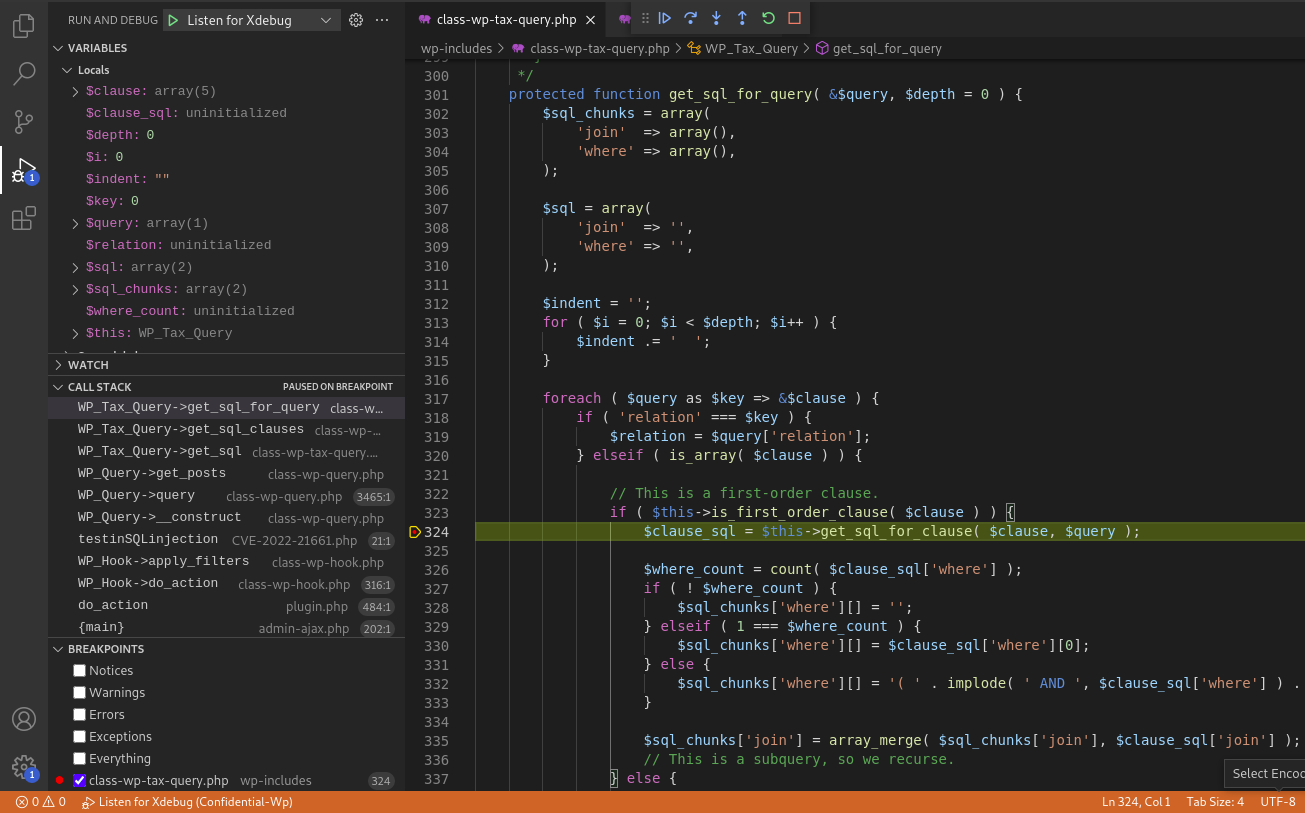 RUN AND DEBUG Listen for Xdebug
VARIABLES
Locals
$clause: array(5)
$clause_sql: uninitialized
$depth: 0
$i: 0
$indent: ""
$key: 0
$query: array(1)
$relation: uninitialized
$sql: array(2)
$sql_chunks: array(2)
$where_count: uninitialized
$this: WP_Tax_Query
WATCH
CALL STACK PAUSED ON BREAKPOINT
WP_Tax_Query->get_sql_for_query class-w...
WP_Tax_Query->get_sql_clauses class-wp-...
WP_Tax_Query->get_sql class-wp-tax-query....
WP_Query->get_posts class-wp-query.php
WP_Query->query class-wp-query.php 3465:1
WP_Query->__construct class-wp-query.php
testinSQLinjection CVE-2022-21661.php 21:1
WP_Hook->apply_filters class-wp-hook.php
WP_Hook->do_action class-wp-hook.php 316:1
do_action plugin.php 484:1
{main} admin-ajax.php 202:1
BREAKPOINTS
Notices
Warnings
Errors
Exceptions
Everything
class-wp-tax-query.php wp-includes 324
class-wp-tax-query.php
wp-includes > class-wp-tax-query.php > WP_Tax_Query > get_sql_for_query
300 */
301 protected function get_sql_for_query( &$query, $depth = 0 ) {
302 $sql_chunks = array(
303 'join'  => array(),
304 'where' => array(),
305 );
306
307 $sql = array(
308 'join'  => '',
309 'where' => '',
310 );
311
312 $indent = '';
313 for ( $i = 0; $i < $depth; $i++ ) {
314 $indent .= '  ';
315 }
316
317 foreach ( $query as $key => &$clause ) {
318 if ( 'relation' === $key ) {
319 $relation = $query['relation'];
320 } elseif ( is_array( $clause ) ) {
321
322 // This is a first-order clause.
323 if ( $this->is_first_order_clause( $clause ) ) {
324 $clause_sql = $this->get_sql_for_clause( $clause, $query );
325
326 $where_count = count( $clause_sql['where'] );
327 if ( ! $where_count ) {
328 $sql_chunks['where'][] = '';
329 } elseif ( 1 === $where_count ) {
330 $sql_chunks['where'][] = $clause_sql['where'][0];
331 } else {
332 $sql_chunks['where'][] = '( ' . implode( ' AND ', $clause_sql['where'] ) .
333 }
334
335 $sql_chunks['join'] = array_merge( $sql_chunks['join'], $clause_sql['join'] );
336 // This is a subquery, so we recurse.
337 } else {
Select Encod
1
1
0 0 Listen for Xdebug (Confidential-Wp) Ln 324, Col 1 Tab Size: 4 UTF-8